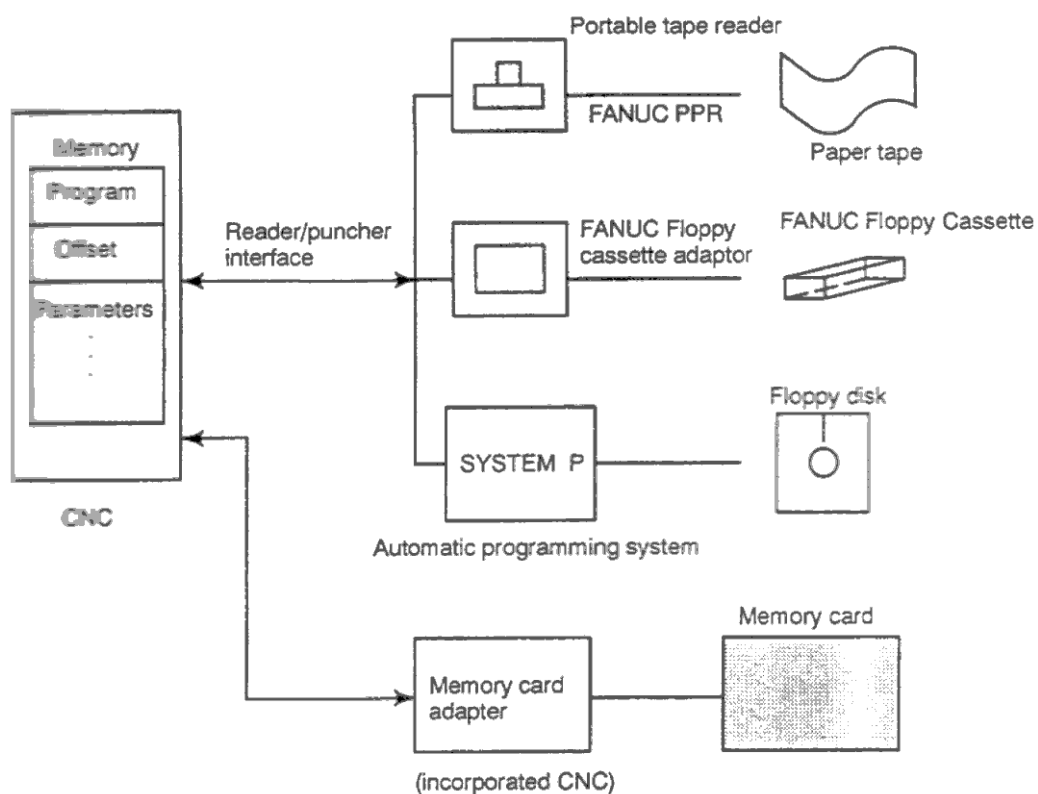 Portable tape reader
FANUC PPR
Paper tape
Memory
Program
Offset
Parameters
CNC
Reader/puncher
interface
FANUC Floppy
cassette adaptor
FANUC Floppy Cassette
SYSTEM P
Floppy disk
Automatic programming system
Memory card
adapter
Memory card
(incorporated CNC)